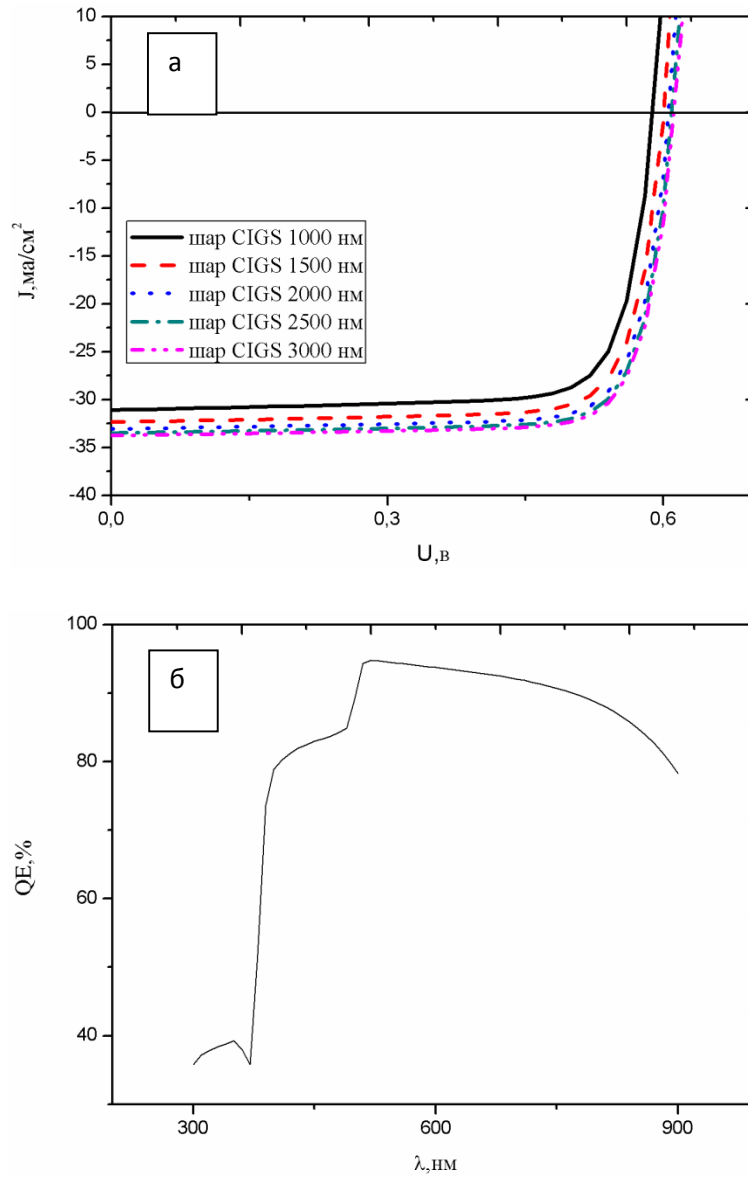 а
10
5
0
-5
-10
-15
-20
-25
-30
-35
-40
J,ма/см²
шар CIGS 1000 нм
шар CIGS 1500 нм
шар CIGS 2000 нм
шар CIGS 2500 нм
шар CIGS 3000 нм
0,0 0,3 0,6
U,в
б
100
80
60
40
QE,%
300 600 900
λ,нм